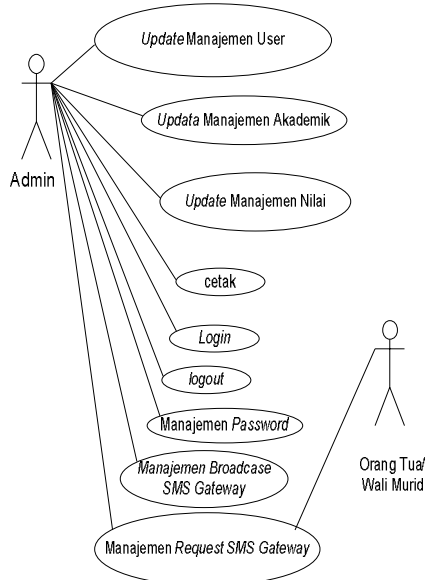 Update Manajemen User
Updata Manajemen Akademik
Admin
Update Manajemen Nilai
cetak
Login
logout
Manajemen Password
Manajemen Broadcase
SMS Gateway
Orang Tua/
Wali Murid
Manajemen Request SMS Gateway